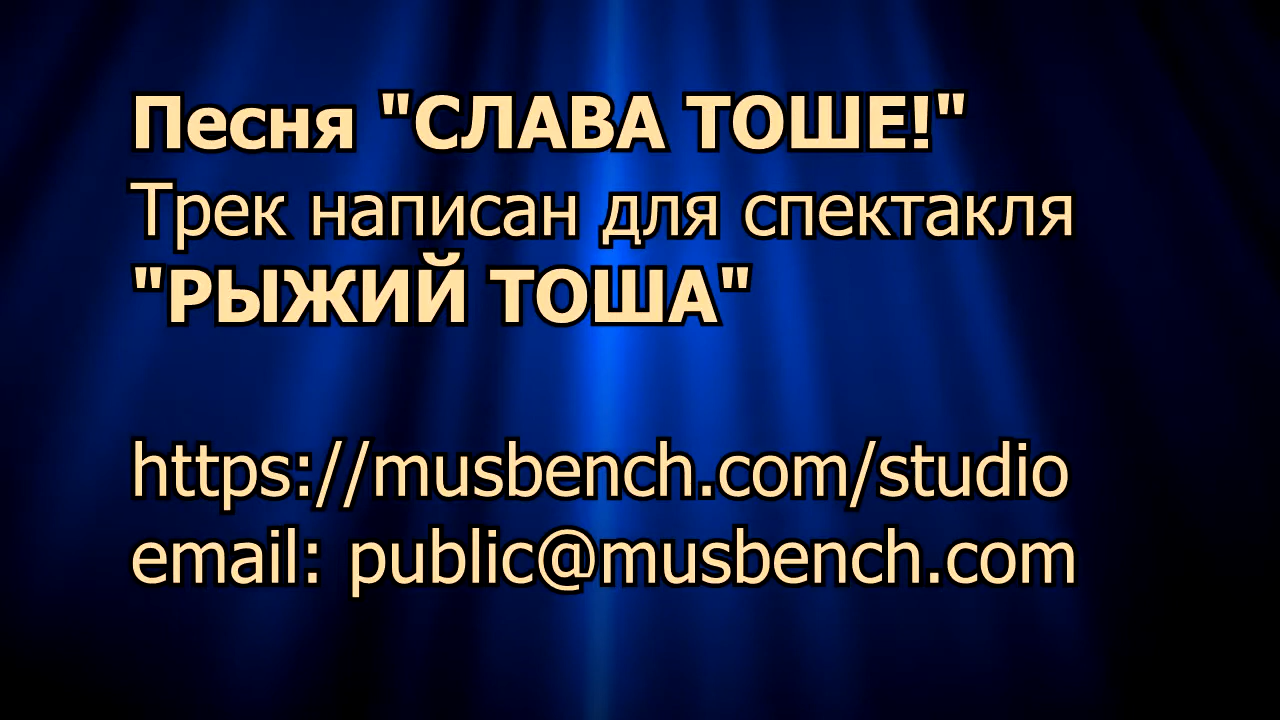 Песня "СЛАВА ТОШЕ!"
Трек написан для спектакля
"РЫЖИЙ ТОША"
https://musbench.com/studio
email: public@musbench.com